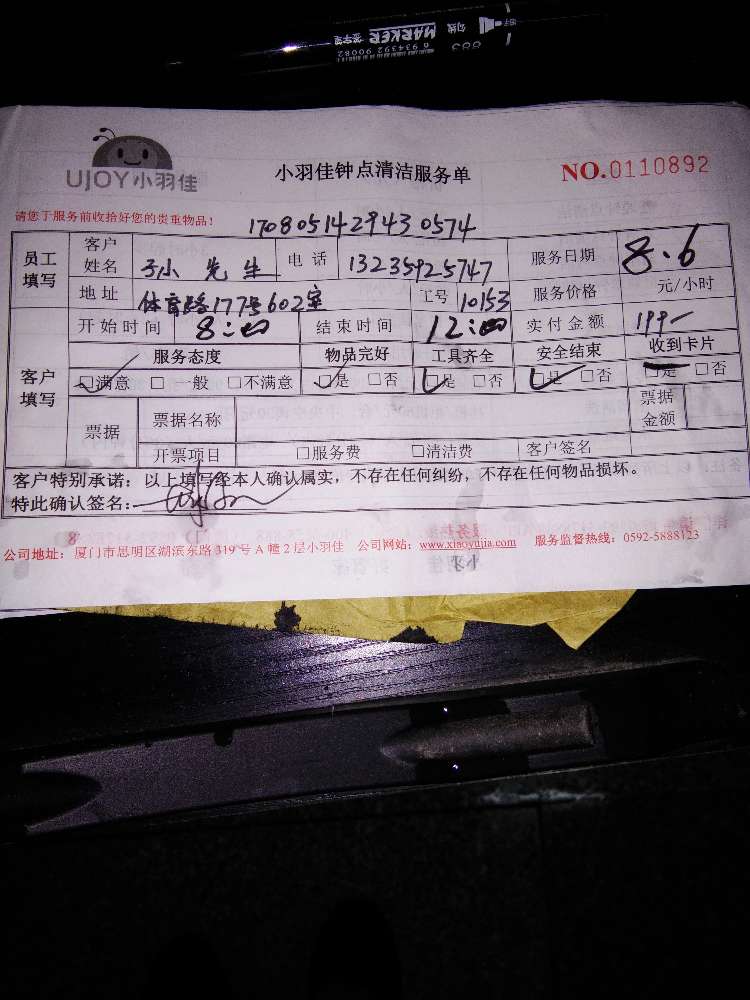 883 勾线
MARKER 签字笔
6 934392 90082
UJOY小羽佳
小羽佳钟点清洁服务单
NO.0110892
请您于服务前收拾好您的贵重物品!
17080514294305​74
员工填写 客户姓名 孙小先生 电话 13235925747 服务日期 8.6
地址 体育路177号602室 工号 10153 服务价格 元/小时
客户填写 开始时间 8:00 结束时间 12:00 实付金额 199-
服务态度 物品完好 工具齐全 安全结束 收到卡片
☑满意 □一般 □不满意 ☑是 □否 ☑是 □否 ☑是 □否 □是 □否
票据 票据名称 票据金额
开票项目 □服务费 □清洁费 客户签名
客户特别承诺:以上填写经本人确认属实,不存在任何纠纷,不存在任何物品损坏。
特此确认签名:
公司地址:厦门市思明区湖滨东路319号A幢2层小羽佳 公司网站:www.xiaoyujia.com 服务监督热线:0592-5888123